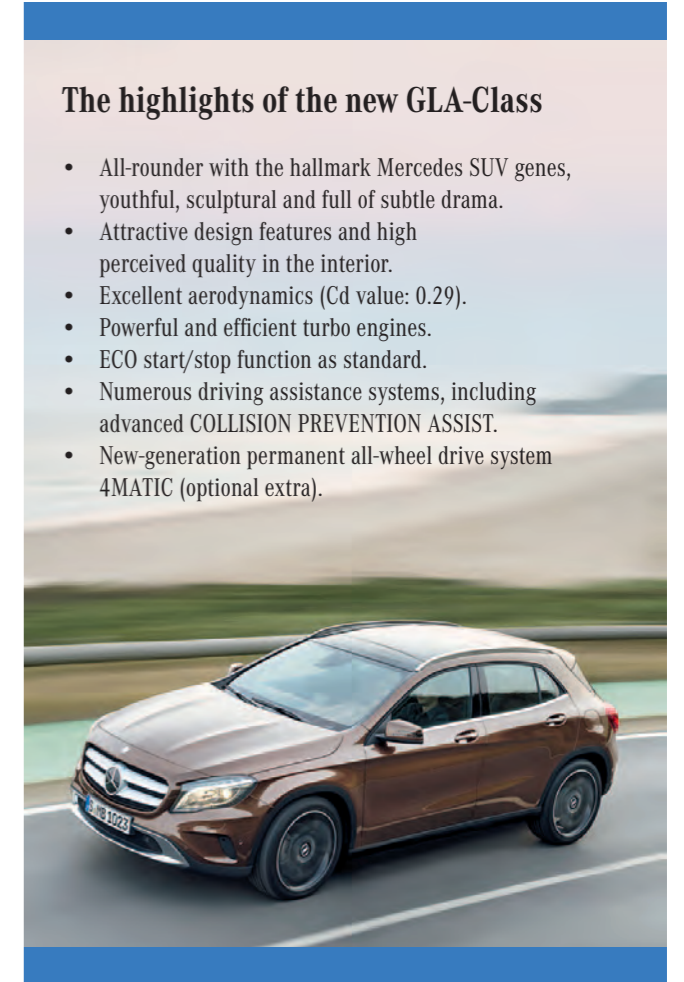 The highlights of the new GLA-Class
• All-rounder with the hallmark Mercedes SUV genes,
youthful, sculptural and full of subtle drama.
• Attractive design features and high
perceived quality in the interior.
• Excellent aerodynamics (Cd value: 0.29).
• Powerful and efficient turbo engines.
• ECO start/stop function as standard.
• Numerous driving assistance systems, including
advanced COLLISION PREVENTION ASSIST.
• New-generation permanent all-wheel drive system
4MATIC (optional extra).
S MB 1023